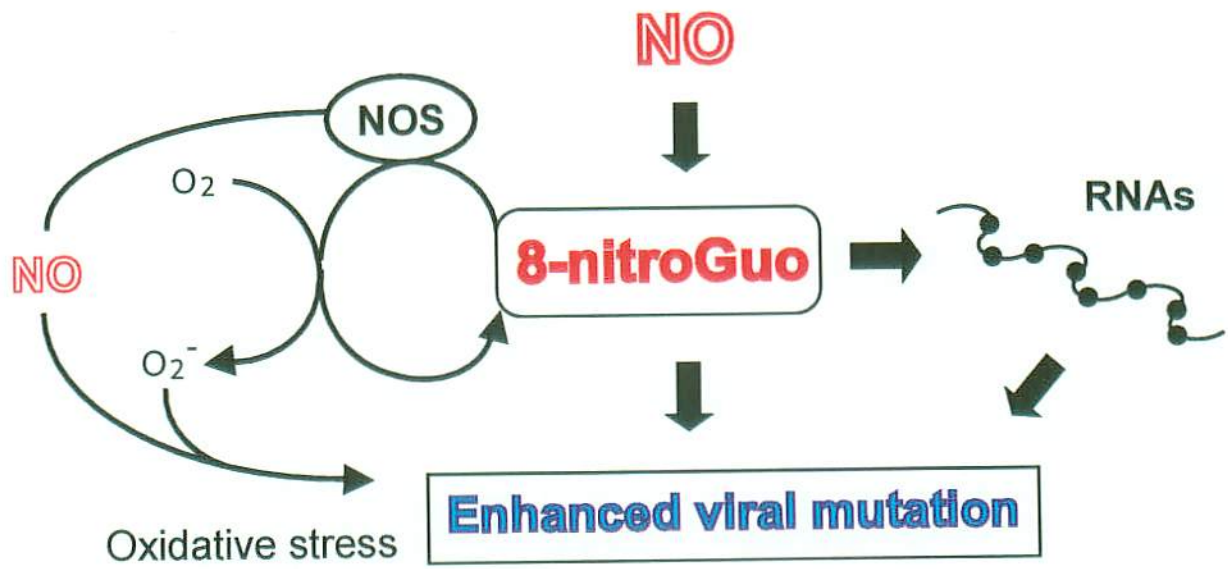 NO
NOS
O₂
RNAs
8-nitroGuo
NO
O₂⁻
Enhanced viral mutation
Oxidative stress